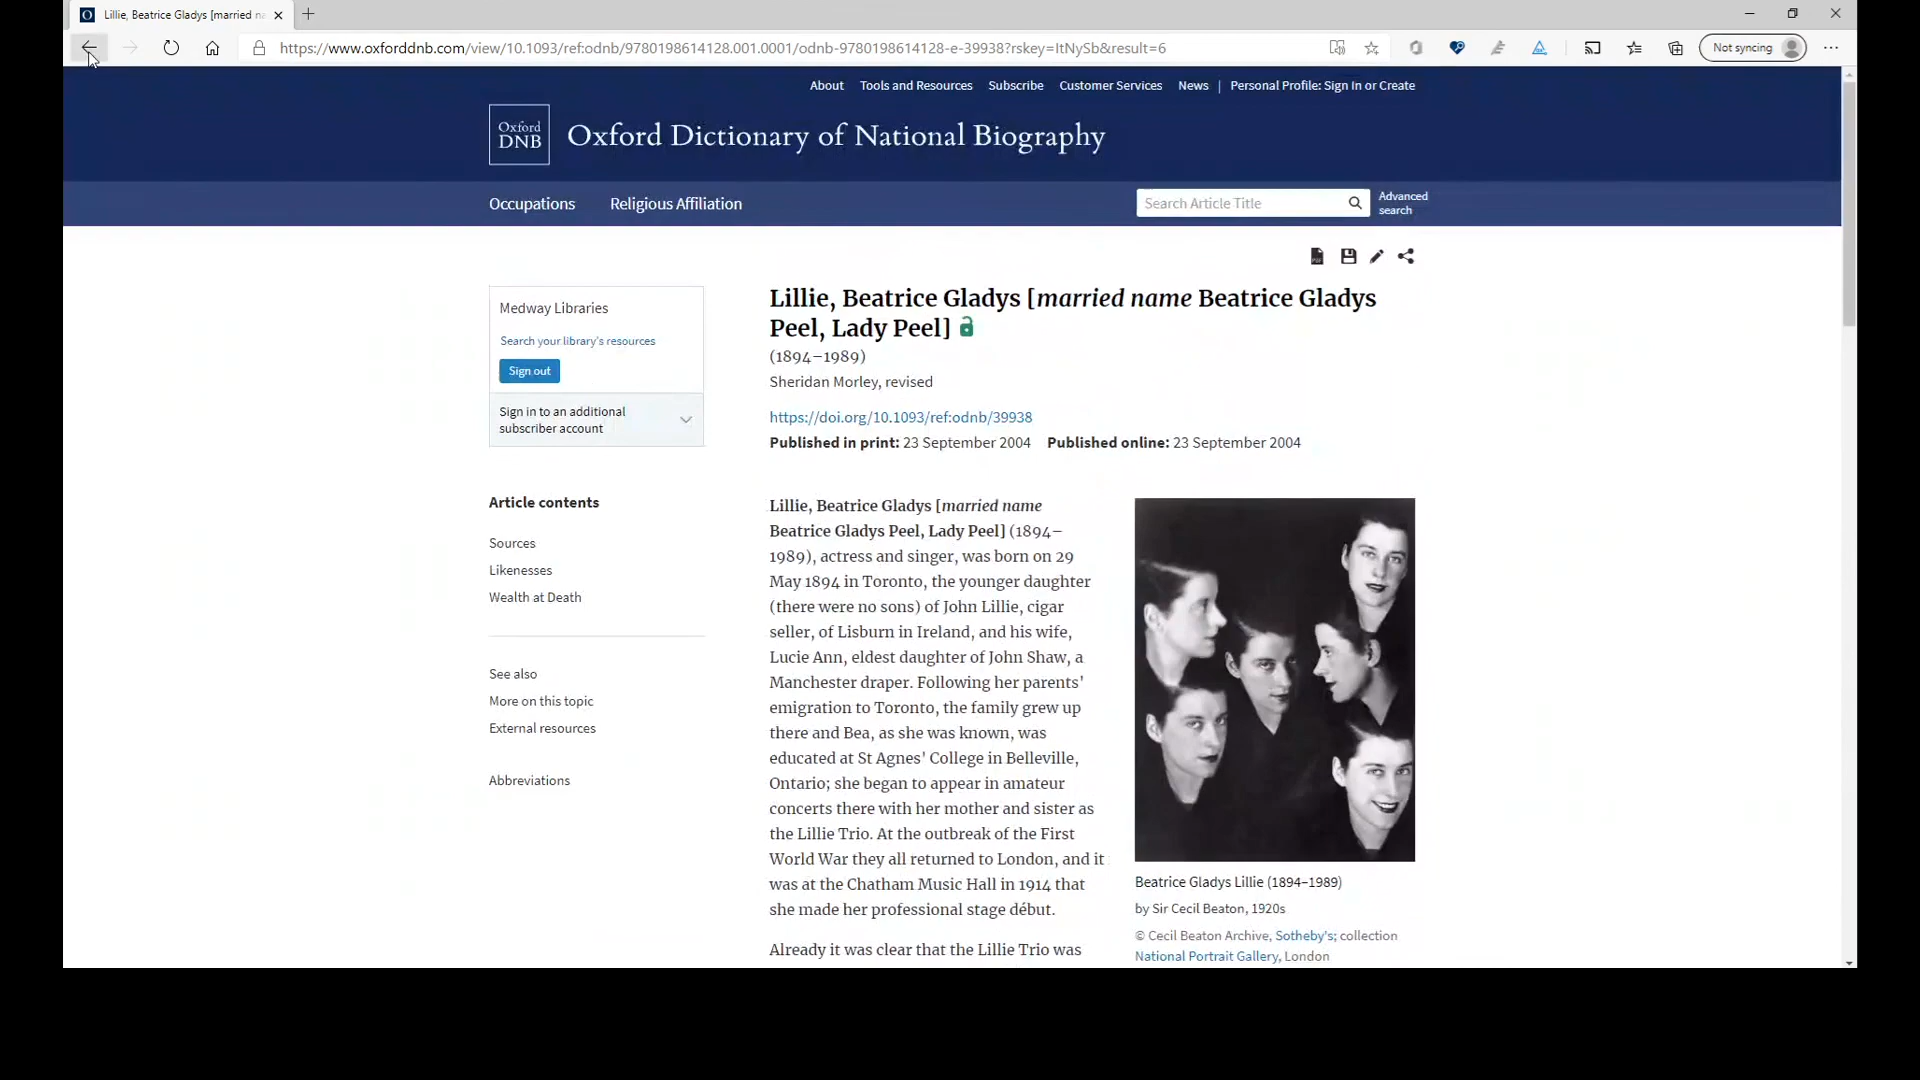 Lillie, Beatrice Gladys [married n
Not syncing
https://www.oxforddnb.com/view/10.1093/ref:odnb/9780198614128.001.0001/odnb-9780198614128-e-39938?rskey=ItNySb&result=6
About Tools and Resources Subscribe Customer Services News | Personal Profile: Sign In or Create
Oxford
DNB
Oxford Dictionary of National Biography
Occupations Religious Affiliation
Search Article Title
Advanced
search
Medway Libraries
Search your library's resources
Sign out
Sign in to an additional
subscriber account
Article contents
Sources
Likenesses
Wealth at Death
See also
More on this topic
External resources
Abbreviations
Lillie, Beatrice Gladys [married name Beatrice Gladys
Peel, Lady Peel]
(1894–1989)
Sheridan Morley, revised
https://doi.org/10.1093/ref:odnb/39938
Published in print: 23 September 2004 Published online: 23 September 2004
Lillie, Beatrice Gladys [married name
Beatrice Gladys Peel, Lady Peel] (1894–
1989), actress and singer, was born on 29
May 1894 in Toronto, the younger daughter
(there were no sons) of John Lillie, cigar
seller, of Lisburn in Ireland, and his wife,
Lucie Ann, eldest daughter of John Shaw, a
Manchester draper. Following her parents'
emigration to Toronto, the family grew up
there and Bea, as she was known, was
educated at St Agnes' College in Belleville,
Ontario; she began to appear in amateur
concerts there with her mother and sister as
the Lillie Trio. At the outbreak of the First
World War they all returned to London, and it
was at the Chatham Music Hall in 1914 that
she made her professional stage début.
Already it was clear that the Lillie Trio was
Beatrice Gladys Lillie (1894–1989)
by Sir Cecil Beaton, 1920s
© Cecil Beaton Archive, Sotheby's; collection
National Portrait Gallery, London